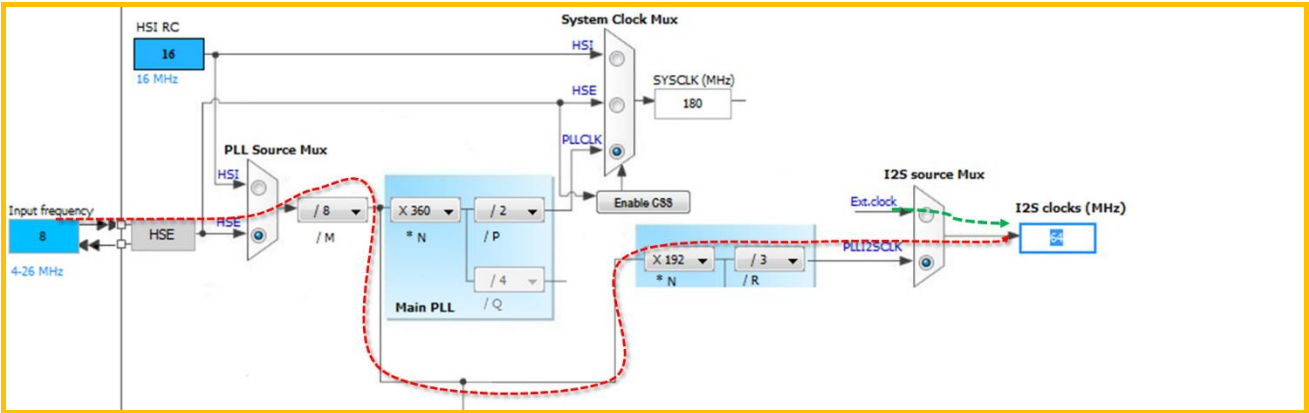 System Clock Mux
HSI RC
16
16 MHz
HSI
SYSCLK (MHz)
HSE
180
PLLCLK
PLL Source Mux
HSI
I2S source Mux
Enable CSS
Ext.clock
I2S clocks (MHz)
Input frequency
/ 8
X 360
/ 2
8
HSE
HSE
/ M
* N
/ P
64
PLLI2SCLK
4-26 MHz
X 192
/ 3
/ 4
* N
/ R
Main PLL
/ Q